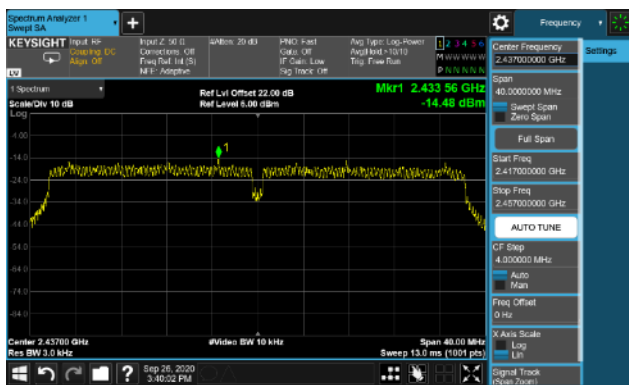 Spectrum Analyzer 1
Swept SA
Frequency
KEYSIGHT
Input: RF
Coupling: DC
Align: Off
Input Z: 50 Ω
Corrections: Off
Freq Ref: Int (S)
NFE: Adaptive
#Atten: 20 dB
PNO: Fast
Gate: Off
IF Gain: Low
Sig Track: Off
Avg Type: Log-Power
Avg|Hold:>10/10
Trig: Free Run
1 2 3 4 5 6
M W W W W W
P N N N N N
LV
1 Spectrum
Scale/Div 10 dB
Log
Ref Lvl Offset 22.00 dB
Ref Level 6.00 dBm
Mkr1 2.433 56 GHz
-14.48 dBm
1
-4.00
-14.0
-24.0
-34.0
-44.0
-54.0
-64.0
-74.0
-84.0
Center 2.43700 GHz
Res BW 3.0 kHz
#Video BW 10 kHz
Span 40.00 MHz
Sweep 13.0 ms (1001 pts)
Sep 26, 2020
3:40:02 PM
Center Frequency
2.437000000 GHz
Span
40.0000000 MHz
Swept Span
Zero Span
Full Span
Start Freq
2.417000000 GHz
Stop Freq
2.457000000 GHz
AUTO TUNE
CF Step
4.000000 MHz
Auto
Man
Freq Offset
0 Hz
X Axis Scale
Log
Lin
Signal Track
(Span Zoom)
Settings